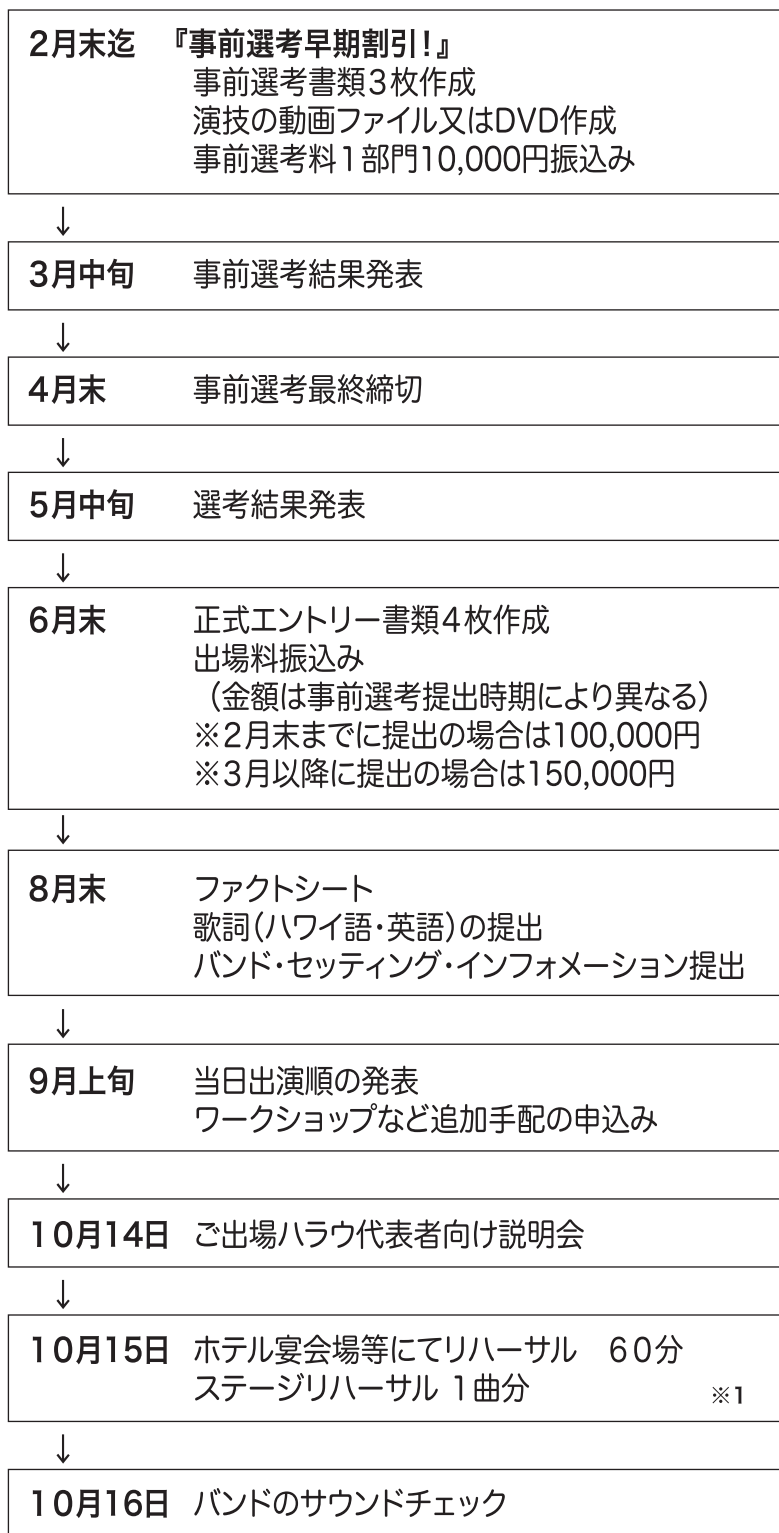 2月末迄 『事前選考早期割引!』
事前選考書類3枚作成
演技の動画ファイル又はDVD作成
事前選考料1部門10,000円振込み
↓
3月中旬 事前選考結果発表
↓
4月末 事前選考最終締切
↓
5月中旬 選考結果発表
↓
6月末 正式エントリー書類4枚作成
出場料振込み
(金額は事前選考提出時期により異なる)
※2月末までに提出の場合は100,000円
※3月以降に提出の場合は150,000円
↓
8月末 ファクトシート
歌詞(ハワイ語・英語)の提出
バンド・セッティング・インフォメーション提出
↓
9月上旬 当日出演順の発表
ワークショップなど追加手配の申込み
↓
10月14日 ご出場ハラウ代表者向け説明会
↓
10月15日 ホテル宴会場等にてリハーサル 60分
ステージリハーサル 1曲分 ※1
↓
10月16日 バンドのサウンドチェック